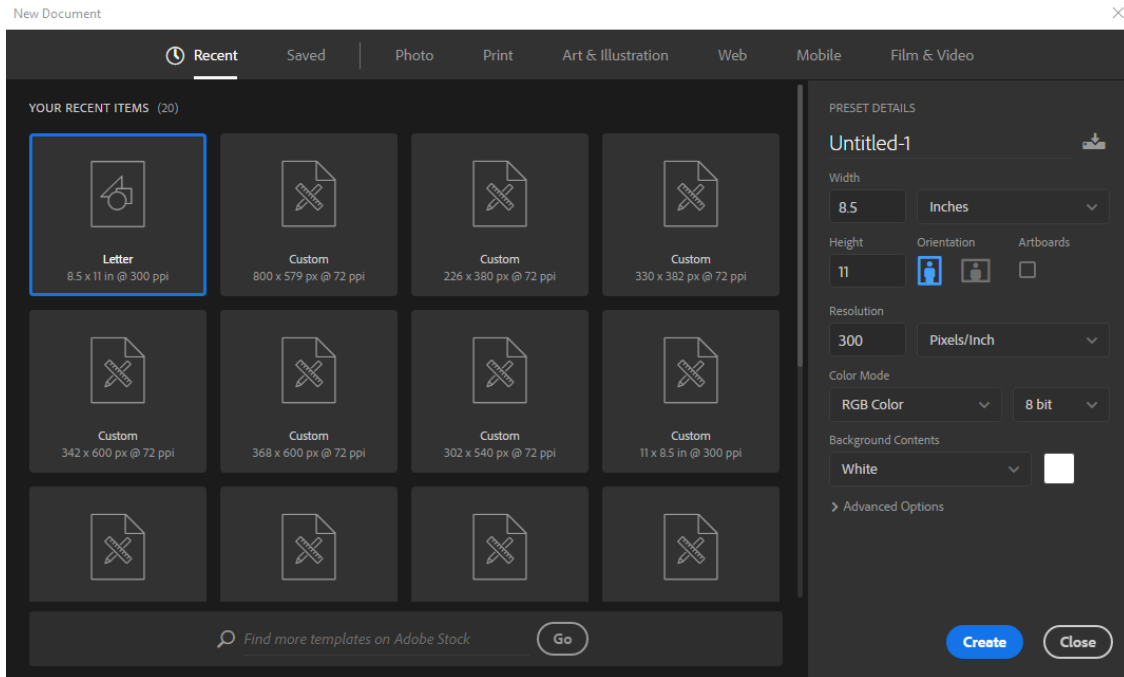 New Document
Recent Saved Photo Print Art & Illustration Web Mobile Film & Video
YOUR RECENT ITEMS (20)
Letter
8.5 x 11 in @ 300 ppi
Custom
800 x 579 px @ 72 ppi
Custom
226 x 380 px @ 72 ppi
Custom
330 x 382 px @ 72 ppi
Custom
342 x 600 px @ 72 ppi
Custom
368 x 600 px @ 72 ppi
Custom
302 x 540 px @ 72 ppi
Custom
11 x 8.5 in @ 300 ppi
Find more templates on Adobe Stock Go
PRESET DETAILS
Untitled-1
Width
8.5 Inches
Height Orientation Artboards
11
Resolution
300 Pixels/Inch
Color Mode
RGB Color 8 bit
Background Contents
White
Advanced Options
Create Close